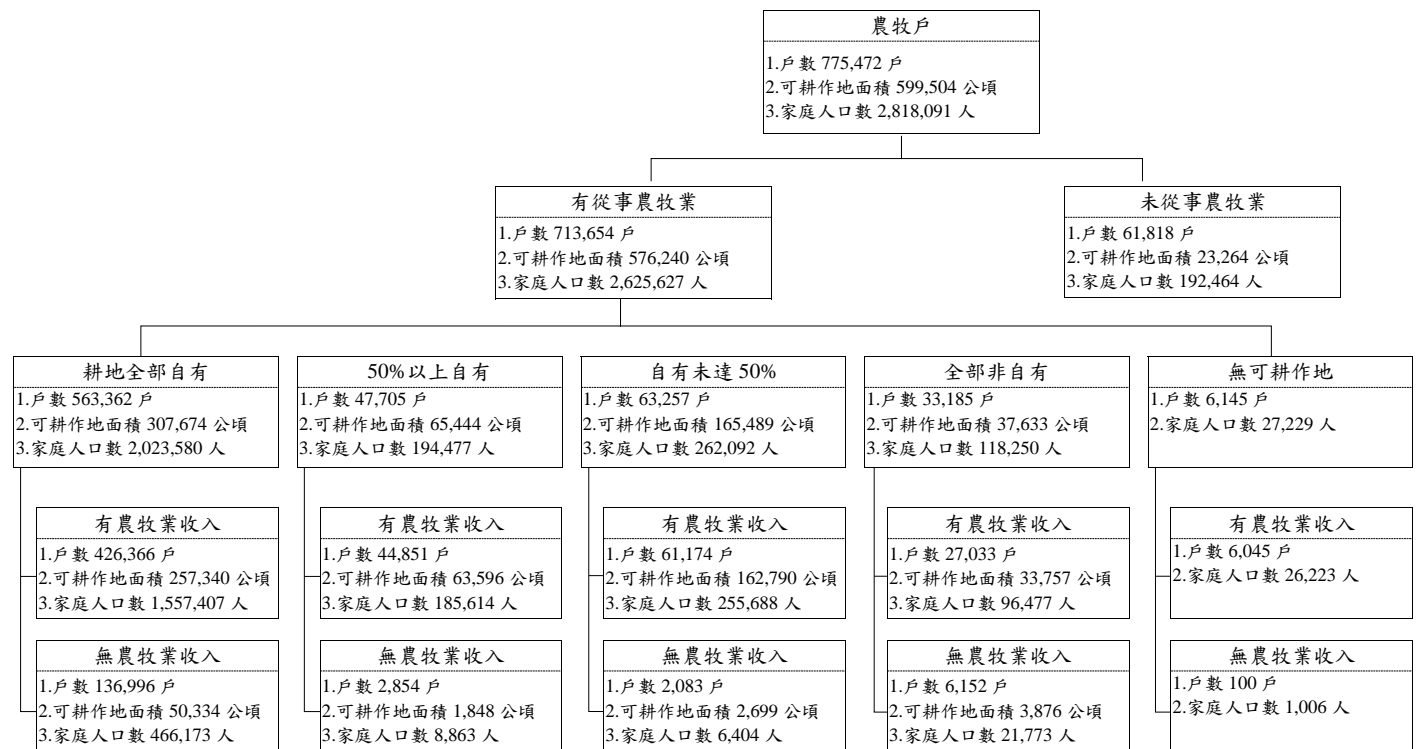 農牧戶
1.戶數 775,472 戶
2.可耕作地面積 599,504 公頃
3.家庭人口數 2,818,091 人
有從事農牧業
1.戶數 713,654 戶
2.可耕作地面積 576,240 公頃
3.家庭人口數 2,625,627 人
未從事農牧業
1.戶數 61,818 戶
2.可耕作地面積 23,264 公頃
3.家庭人口數 192,464 人
耕地全部自有
1.戶數 563,362 戶
2.可耕作地面積 307,674 公頃
3.家庭人口數 2,023,580 人
50%以上自有
1.戶數 47,705 戶
2.可耕作地面積 65,444 公頃
3.家庭人口數 194,477 人
自有未達 50%
1.戶數 63,257 戶
2.可耕作地面積 165,489 公頃
3.家庭人口數 262,092 人
全部非自有
1.戶數 33,185 戶
2.可耕作地面積 37,633 公頃
3.家庭人口數 118,250 人
無可耕作地
1.戶數 6,145 戶
2.家庭人口數 27,229 人
有農牧業收入
1.戶數 426,366 戶
2.可耕作地面積 257,340 公頃
3.家庭人口數 1,557,407 人
有農牧業收入
1.戶數 44,851 戶
2.可耕作地面積 63,596 公頃
3.家庭人口數 185,614 人
有農牧業收入
1.戶數 61,174 戶
2.可耕作地面積 162,790 公頃
3.家庭人口數 255,688 人
有農牧業收入
1.戶數 27,033 戶
2.可耕作地面積 33,757 公頃
3.家庭人口數 96,477 人
有農牧業收入
1.戶數 6,045 戶
2.家庭人口數 26,223 人
無農牧業收入
1.戶數 136,996 戶
2.可耕作地面積 50,334 公頃
3.家庭人口數 466,173 人
無農牧業收入
1.戶數 2,854 戶
2.可耕作地面積 1,848 公頃
3.家庭人口數 8,863 人
無農牧業收入
1.戶數 2,083 戶
2.可耕作地面積 2,699 公頃
3.家庭人口數 6,404 人
無農牧業收入
1.戶數 6,152 戶
2.可耕作地面積 3,876 公頃
3.家庭人口數 21,773 人
無農牧業收入
1.戶數 100 戶
2.家庭人口數 1,006 人